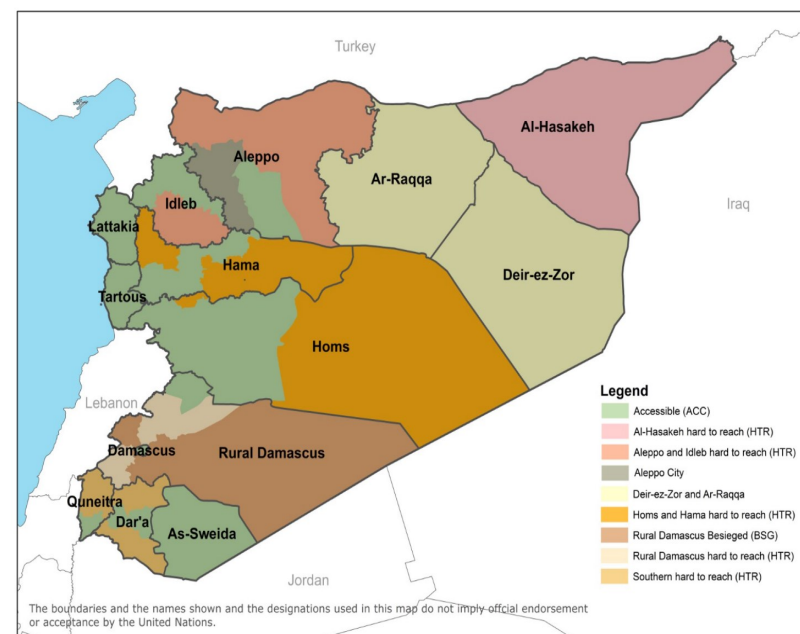 Turkey
Al-Hasakeh
Aleppo
Ar-Raqqa
Idleb
Iraq
Lattakia
Hama
Deir-ez-Zor
Tartous
Homs
Lebanon
Damascus
Rural Damascus
Quneitra
Dar'a
As-Sweida
Jordan
Legend
Accessible (ACC)
Al-Hasakeh hard to reach (HTR)
Aleppo and Idleb hard to reach (HTR)
Aleppo City
Deir-ez-Zor and Ar-Raqqa
Homs and Hama hard to reach (HTR)
Rural Damascus Besieged (BSG)
Rural Damascus hard to reach (HTR)
Southern hard to reach (HTR)
The boundaries and the names shown and the designations used in this map do not imply offcial endorsement
or acceptance by the United Nations.